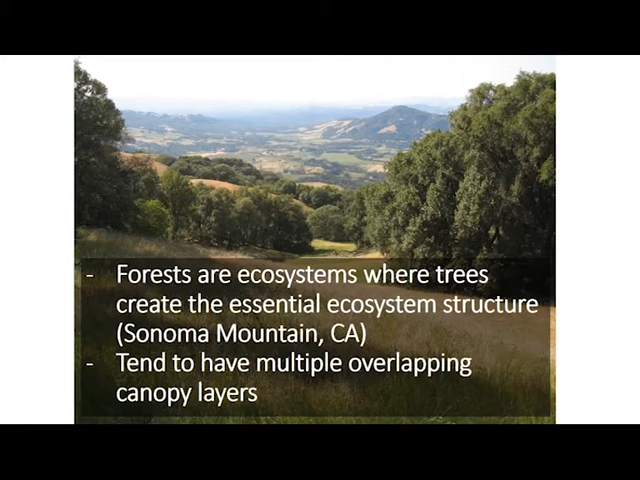 - Forests are ecosystems where trees
create the essential ecosystem structure
(Sonoma Mountain, CA)
- Tend to have multiple overlapping
canopy layers